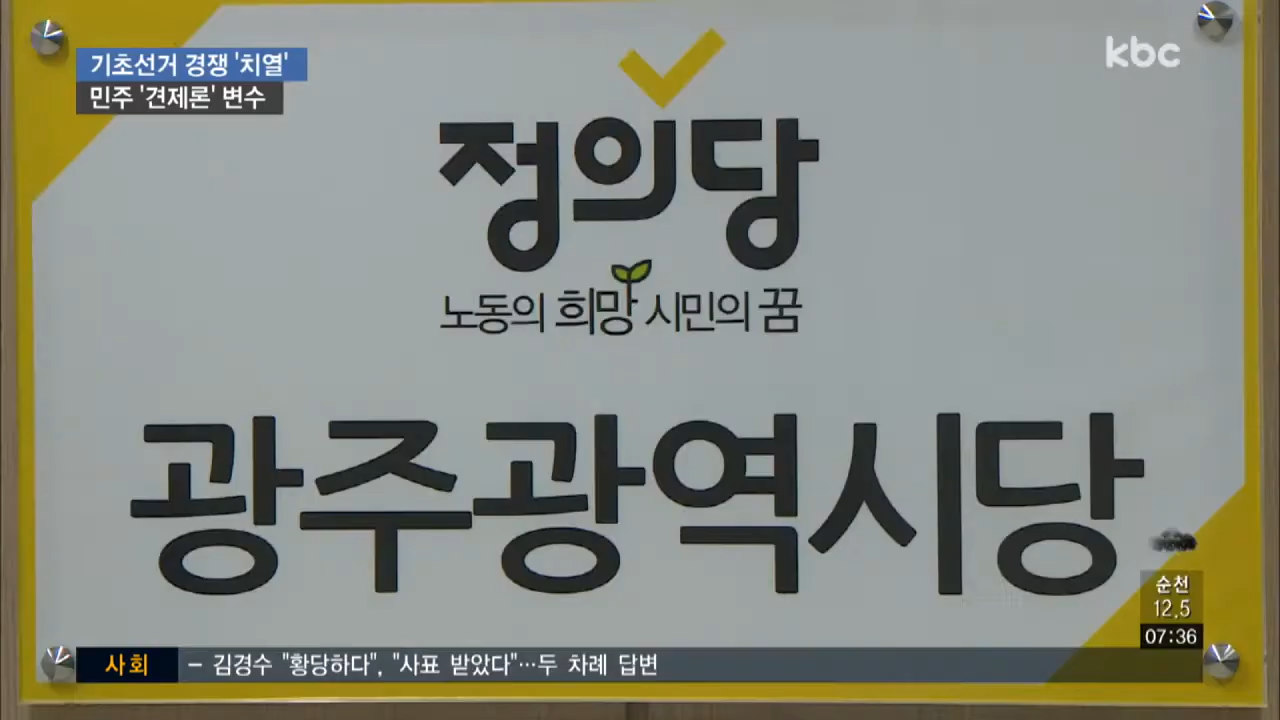 기초선거 경쟁 '치열'
민주 '견제론' 변수
kbc
정의당
노동의 희망 시민의 꿈
광주광역시당
순천
12.5
07:36
사회 - 김경수 "황당하다", "사표 받았다"…두 차례 답변